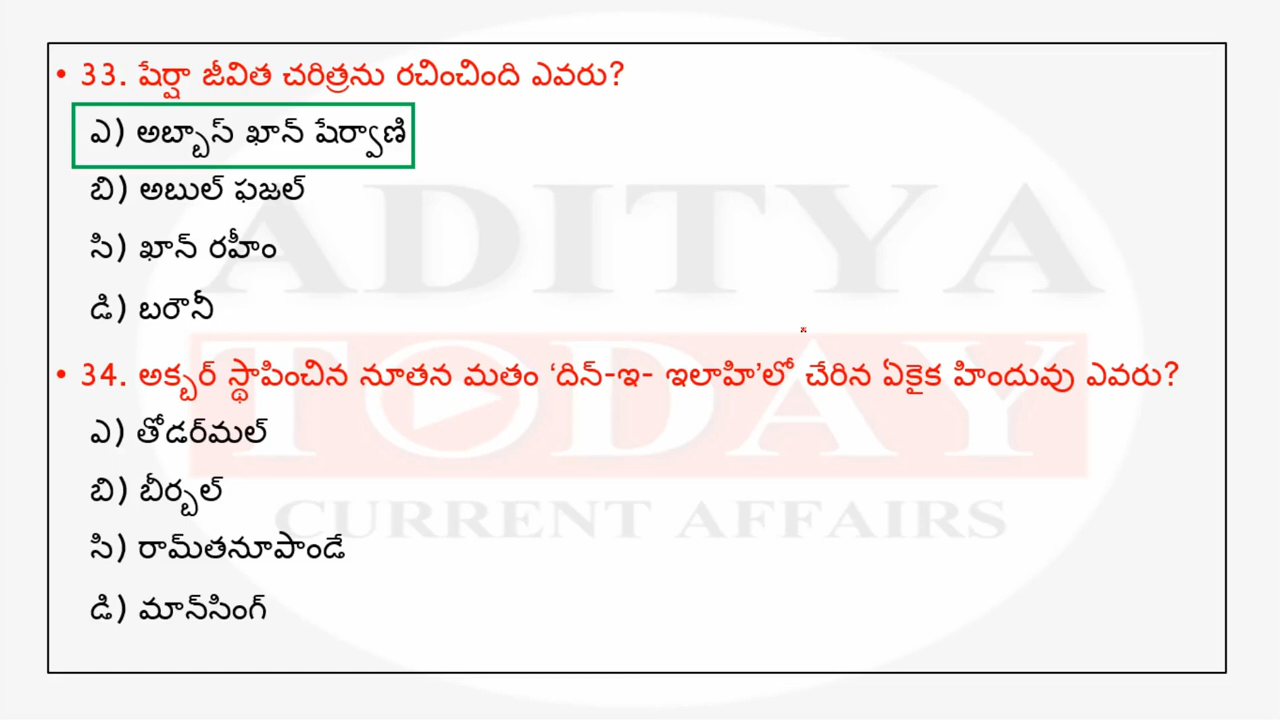 • 33. షేర్షా జీవిత చరిత్రను రచించింది ఎవరు?
ఎ) అబ్బాస్ ఖాన్ షేర్వాణి
బి) అబుల్ ఫజల్
సి) ఖాన్ రహీం
డి) బరౌనీ
• 34. అక్బర్ స్థాపించిన నూతన మతం ‘దిన్-ఇ- ఇలాహి’లో చేరిన ఏకైక హిందువు ఎవరు?
ఎ) తోడర్‌మల్
బి) బీర్బల్
సి) రామ్‌తనూపాండే
డి) మాన్‌సింగ్
ADITYA
TODAY
CURRENT AFFAIRS